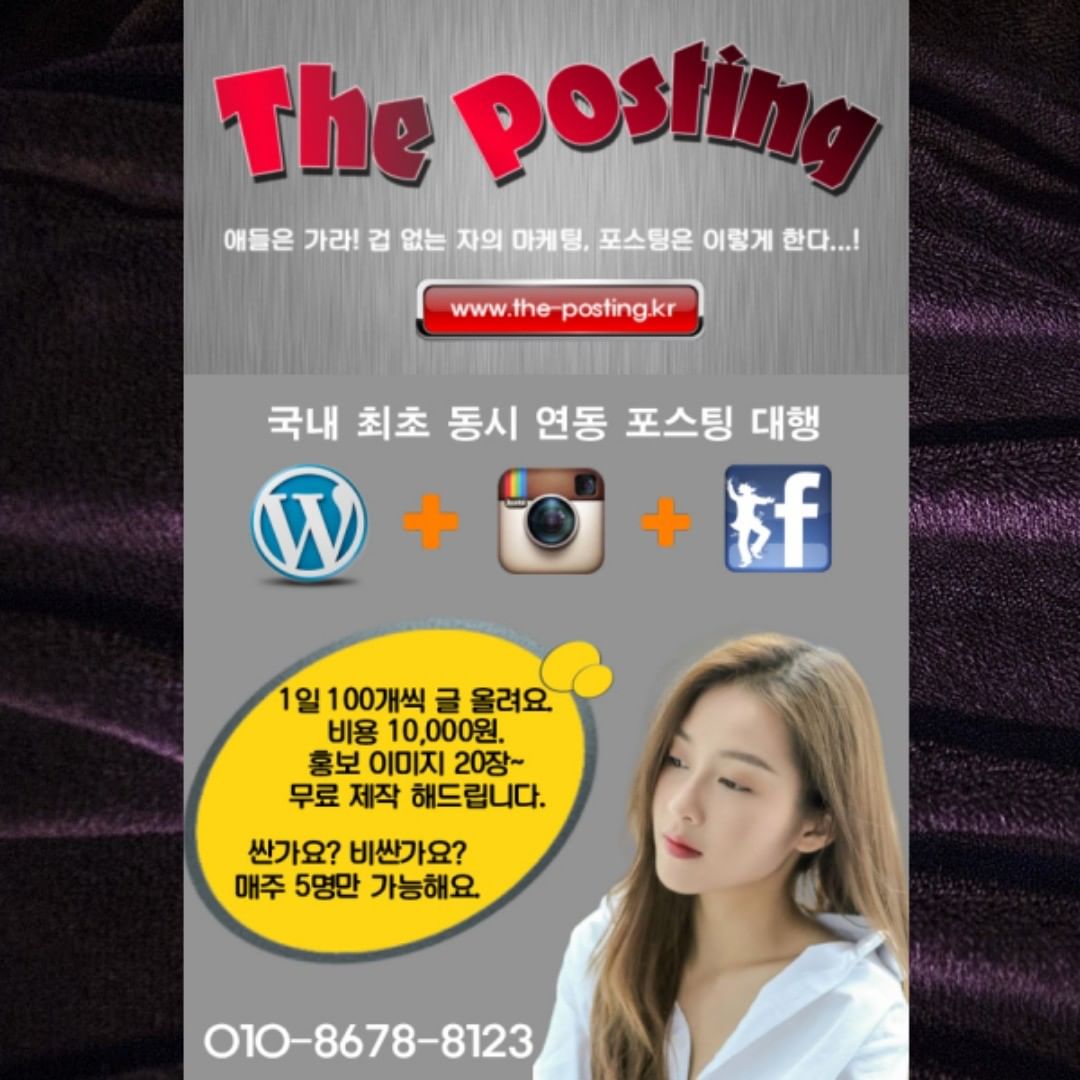 The Posting
애들은 가라! 겁 없는 자의 마케팅, 포스팅은 이렇게 한다...!
www.the-posting.kr
국내 최초 동시 연동 포스팅 대행
1일 100개씩 글 올려요.
비용 10,000원.
홍보 이미지 20장~
무료 제작 해드립니다.
싼가요? 비싼가요?
매주 5명만 가능해요.
010-8678-8123